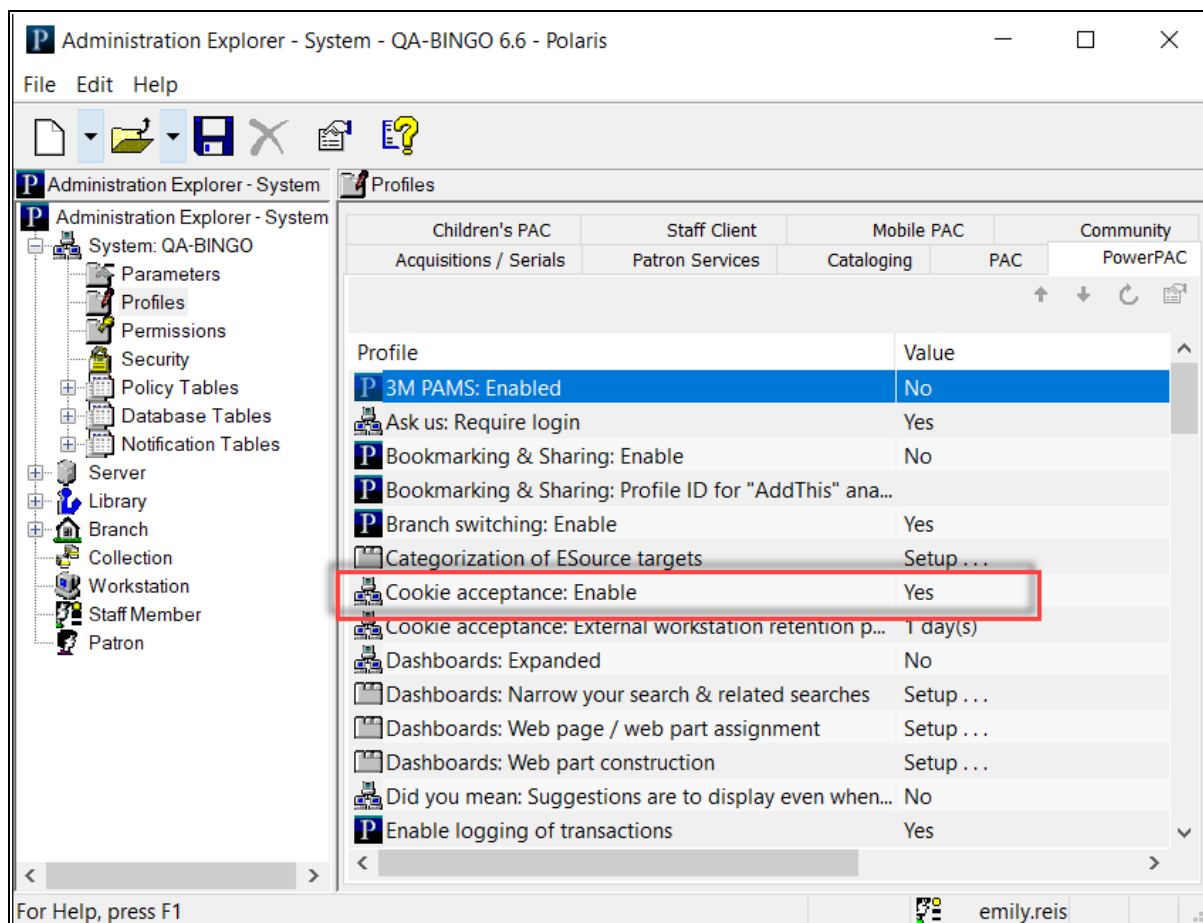 Administration Explorer - System - QA-BINGO 6.6 - Polaris
File Edit Help
Administration Explorer - System
Profiles
Administration Explorer - System
System: QA-BINGO
Parameters
Profiles
Permissions
Security
Policy Tables
Database Tables
Notification Tables
Server
Library
Branch
Collection
Workstation
Staff Member
Patron
Children's PAC Staff Client Mobile PAC Community
Acquisitions / Serials Patron Services Cataloging PAC PowerPAC
Profile Value
3M PAMS: Enabled No
Ask us: Require login Yes
Bookmarking & Sharing: Enable No
Bookmarking & Sharing: Profile ID for "AddThis" ana...
Branch switching: Enable Yes
Categorization of ESource targets Setup . . .
Cookie acceptance: Enable Yes
Cookie acceptance: External workstation retention p... 1 day(s)
Dashboards: Expanded No
Dashboards: Narrow your search & related searches Setup . . .
Dashboards: Web page / web part assignment Setup . . .
Dashboards: Web part construction Setup . . .
Did you mean: Suggestions are to display even when... No
Enable logging of transactions Yes
For Help, press F1
emily.reis